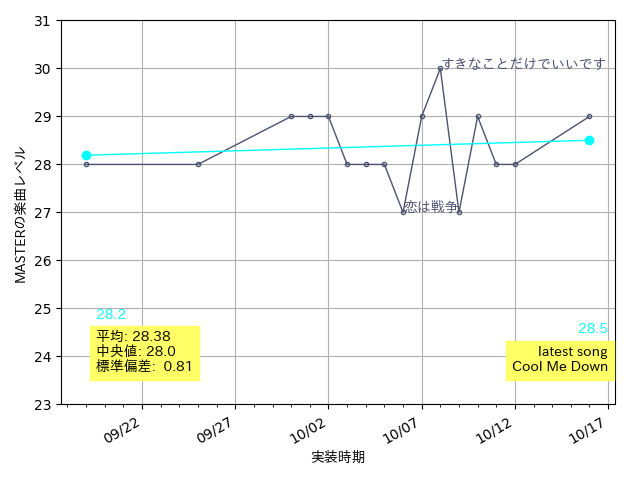 31
30
29
28
27
26
25
24
23
MASTERの楽曲レベル
すきなことだけでいいです
恋は戦争
28.2
平均: 28.38
中央値: 28.0
標準偏差: 0.81
28.5
latest song
Cool Me Down
09/22
09/27
10/02
10/07
10/12
10/17
実装時期